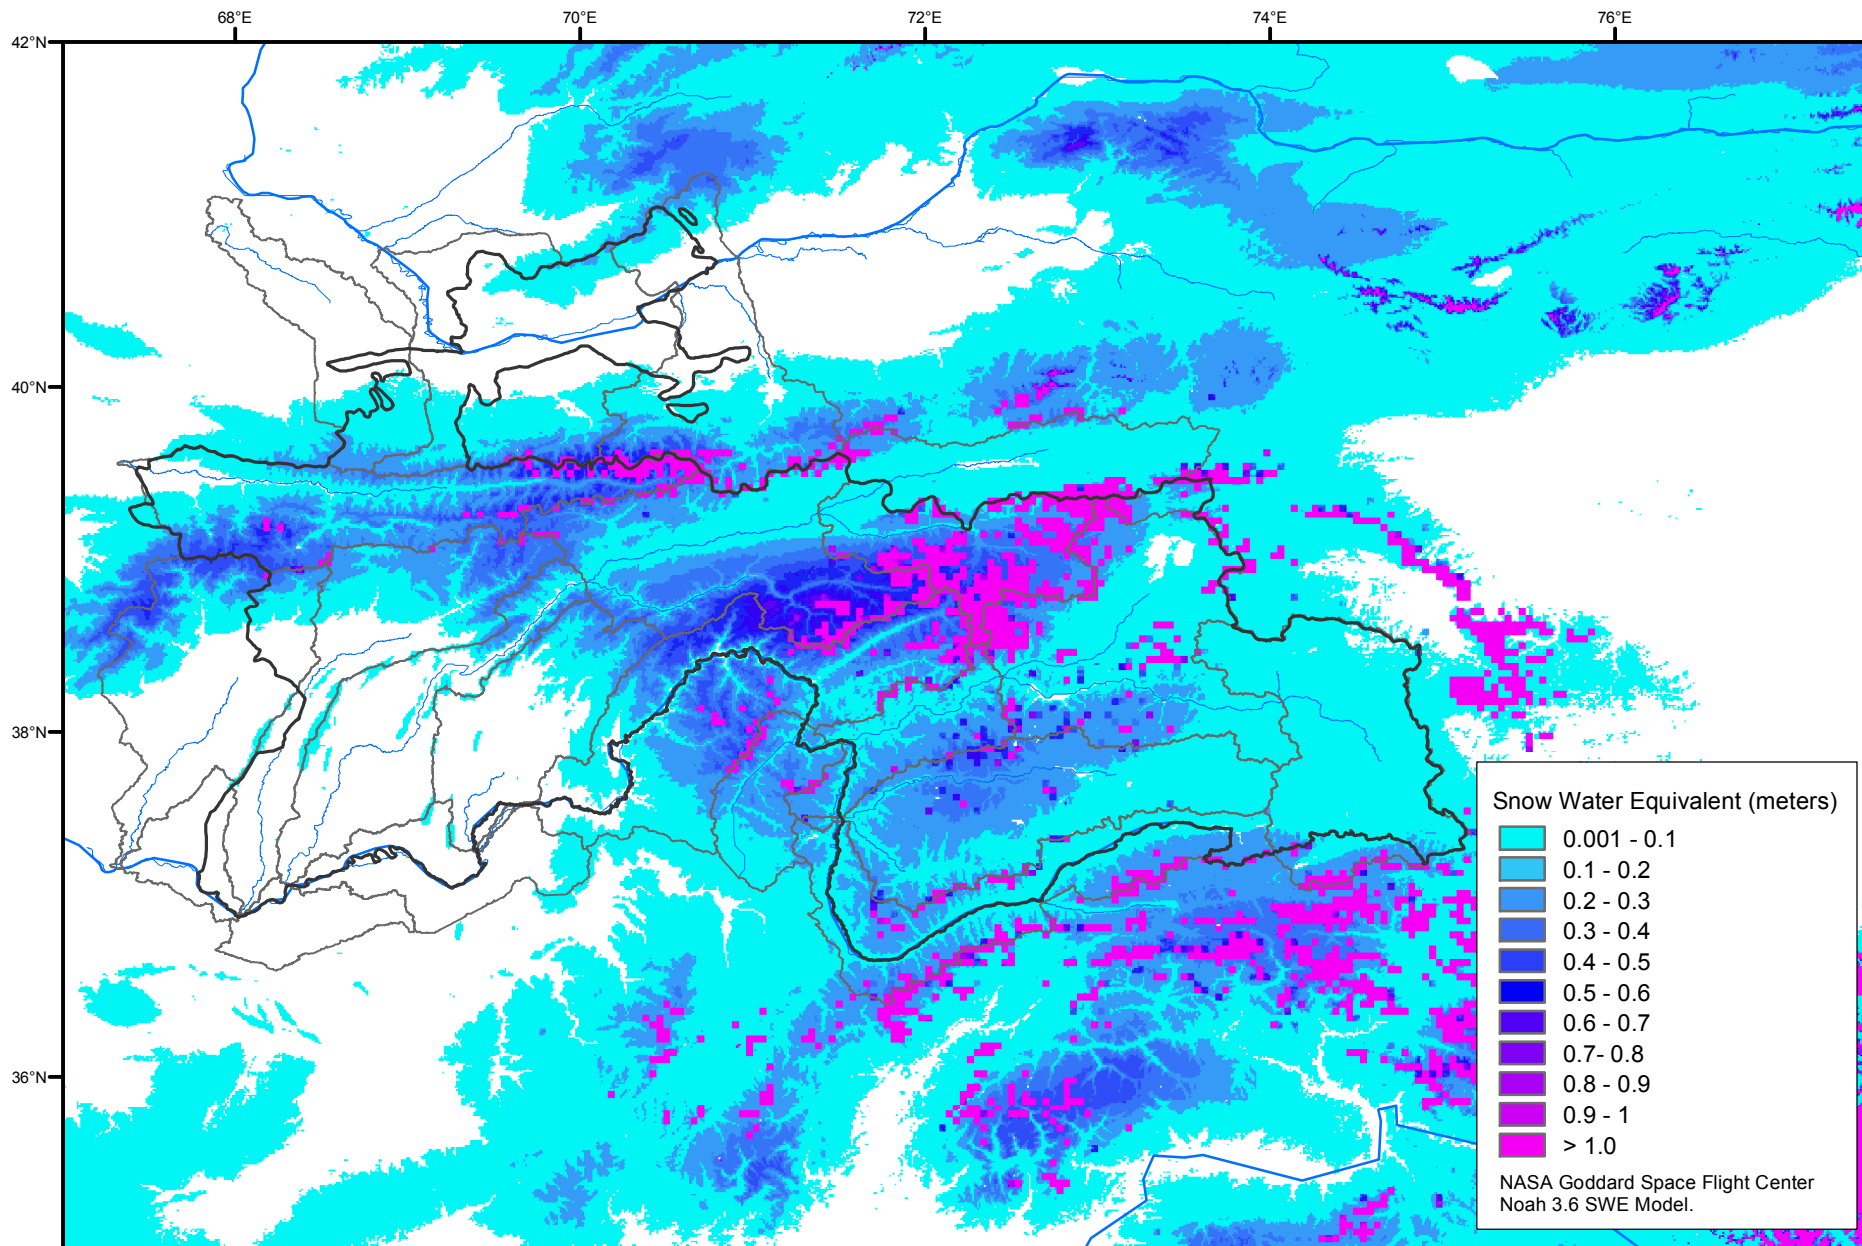 68°E
70°E
72°E
74°E
76°E
42°N
40°N
38°N
36°N
Snow Water Equivalent (meters)
0.001 - 0.1
0.1 - 0.2
0.2 - 0.3
0.3 - 0.4
0.4 - 0.5
0.5 - 0.6
0.6 - 0.7
0.7- 0.8
0.8 - 0.9
0.9 - 1
> 1.0
NASA Goddard Space Flight Center
Noah 3.6 SWE Model.